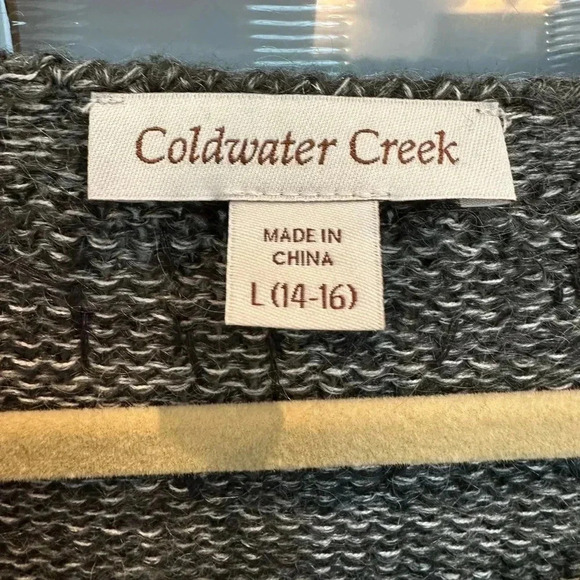 Coldwater Creek
MADE IN
CHINA
L (14-16)